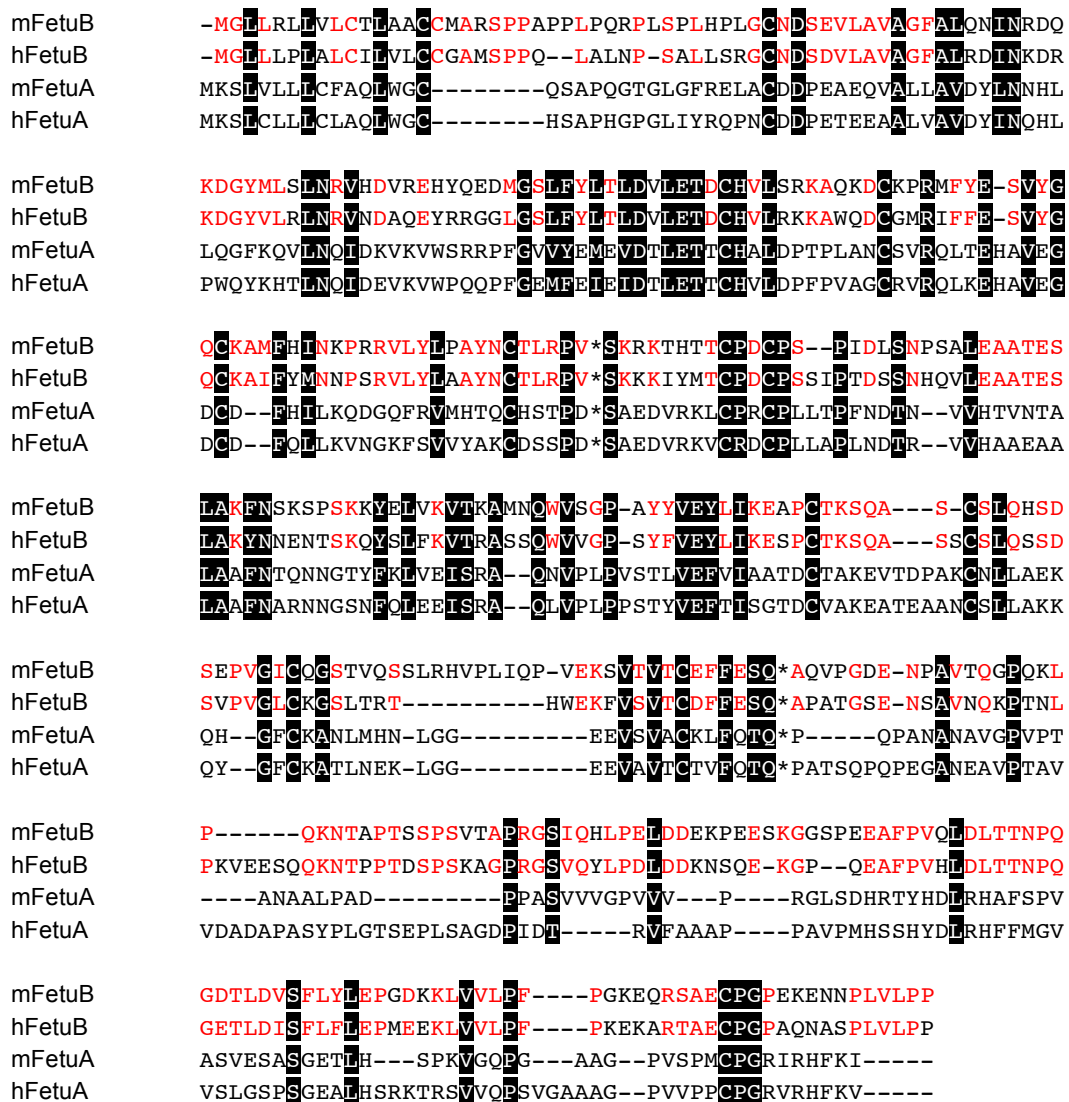 mFetuB -MGLLRLLVLCTLAACCMARSPPAPPLPQRPLSPLHPLGCNDSEVLAVAGFALQNINRDQ
hFetuB -MGLLLPLALCILVLCCGAMSPPQ--LALNP-SALLSRGCNDSDVLAVAGFALRDINKDR
mFetuA MKSLVLLLCFAQLWGC--------QSAPQGTGLGFRELACDDPEAEQVALLAVDYLNNHL
hFetuA MKSLCLLLCLAQLWGC--------HSAPHGPGLIYRQPNCDDPETEEAALVAVDYINQHL
mFetuB KDGYMLSLNRVHDVREHYQEDMGSLFYLTLDVLETDCHVLSRKAQKDCKPRMFYE-SVYG
hFetuB KDGYVLRLNRVNDAQEYRRGGLGSLFYLTLDVLETDCHVLRKKAWQDCGMRIFFE-SVYG
mFetuA LQGFKQVLNQIDKVKVWSRRPFGVVYEMEVDTLETTCHALDPTPLANCSVRQLTEHAVEG
hFetuA PWQYKHTLNQIDEVKVWPQQPFGEMFEIEIDTLETTCHVLDPFPVAGCRVRQLKEHAVEG
mFetuB QCKAMFHINKPRRVLYLPAYNCTLRPV*SKRKTHTTCPDCPS--PIDLSNPSALEAATES
hFetuB QCKAIFYMNNPSRVLYLAAYNCTLRPV*SKKKIYMTCPDCPSSIPTDSSNHQVLEAATES
mFetuA DCD--FHILKQDGQFRVMHTQCHSTPD*SAEDVRKLCPRCPLLTPFNDTN--VVHTVNTA
hFetuA DCD--FQLLKVNGKFSVVYAKCDSSPD*SAEDVRKVCRDCPLLAPLNDTR--VVHAAEAA
mFetuB LAKFNSKSPSKKYELVKVTKAMNQWVSGP-AYYVEYLIKEAPCTKSQA---S-CSLQHSD
hFetuB LAKYNNENTSKQYSLFKVTRASSQWVVGP-SYFVEYLIKESPCTKSQA---SSCSLQSSD
mFetuA LAAFNTQNNGTYFKLVEISRA--QNVPLPVSTLVEFVIAATDCTAKEVTDPAKCNLLAEK
hFetuA LAAFNARNNGSNFQLEEISRA--QLVPLPPSTYVEFTISGTDCVAKEATEAANCSLLAKK
mFetuB SEPVGICQGSTVQSSLRHVPLIQP-VEKSVTVTCEFFESQ*AQVPGDE-NPAVTQGPQKL
hFetuB SVPVGLCKGSLTRT----------HWEKFVSVTCDFFESQ*APATGSE-NSAVNQKPTNL
mFetuA QH--GFCKANLMHN-LGG---------EEVSVACKLFQTQ*P-----QPANANAVGPVPT
hFetuA QY--GFCKATLNEK-LGG---------EEVAVTCTVFQTQ*PATSQPQPEGANEAVPTAV
mFetuB P------QKNTAPTSSPSVTAPRGSIQHLPELDDEKPEESKGGSPEEAFPVQLDLTTNPQ
hFetuB PKVEESQQKNTPPTDSPSKAGPRGSVQYLPDLDDKNSQE-KGP--QEAFPVHLDLTTNPQ
mFetuA ----ANAALPAD---------PPASVVVGPVVV---P----RGLSDHRTYHDLRHAFSPV
hFetuA VDADAPASYPLGTSEPLSAGDPIDT-----RVFAAAP----PAVPMHSSHYDLRHFFMGV
mFetuB GDTLDVSFLYLEPGDKKLVVLPF----PGKEQRSAECPGPEKENNPLVLPP
hFetuB GETLDISFLFLEPMEEKLVVLPF----PKEKARTAECPGPAQNASPLVLPP
mFetuA ASVESASGETLH---SPKVGQPG---AAG--PVSPMCPGRIRHFKI-----
hFetuA VSLGSPSGEALHSRKTRSVVQPSVGAAAG-PVVPPCPGRVRHFKV-----